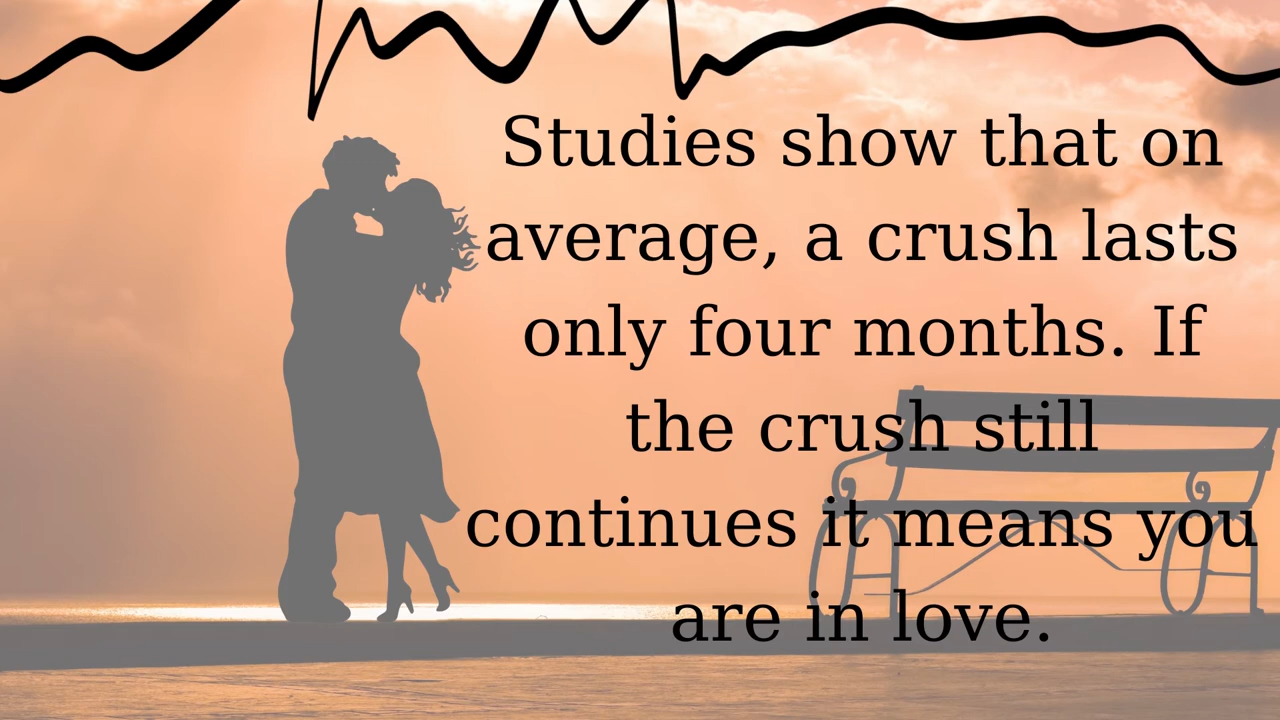 Studies show that on
average, a crush lasts
only four months. If
the crush still
continues it means you
are in love.